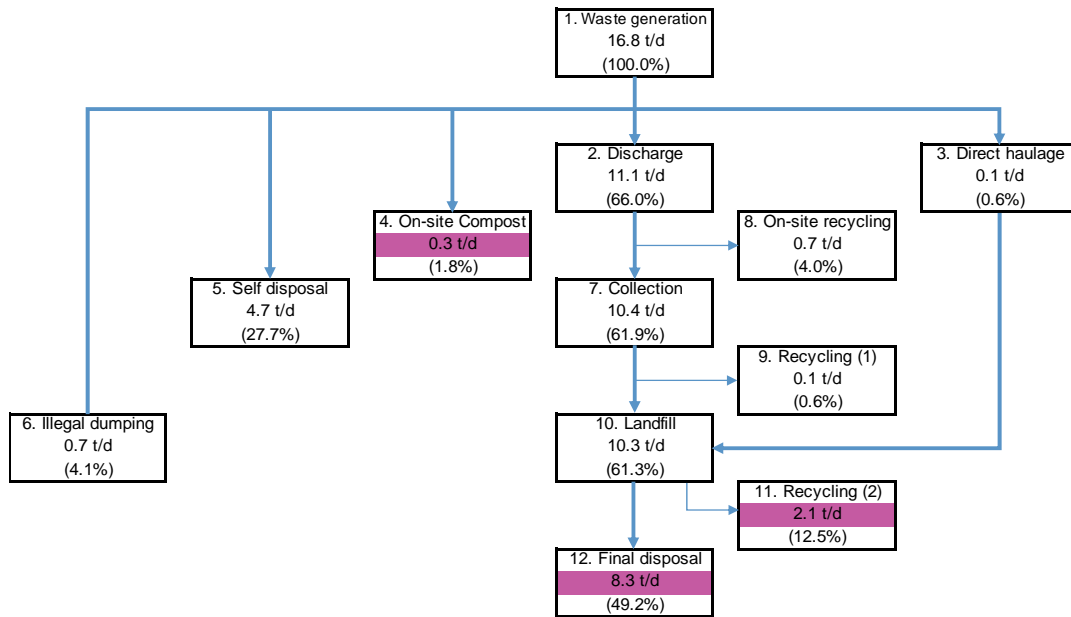 1. Waste generation
16.8 t/d
(100.0%)
2. Discharge
11.1 t/d
(66.0%)
3. Direct haulage
0.1 t/d
(0.6%)
4. On-site Compost
0.3 t/d
(1.8%)
8. On-site recycling
0.7 t/d
(4.0%)
5. Self disposal
4.7 t/d
(27.7%)
7. Collection
10.4 t/d
(61.9%)
9. Recycling (1)
0.1 t/d
(0.6%)
6. Illegal dumping
0.7 t/d
(4.1%)
10. Landfill
10.3 t/d
(61.3%)
11. Recycling (2)
2.1 t/d
(12.5%)
12. Final disposal
8.3 t/d
(49.2%)